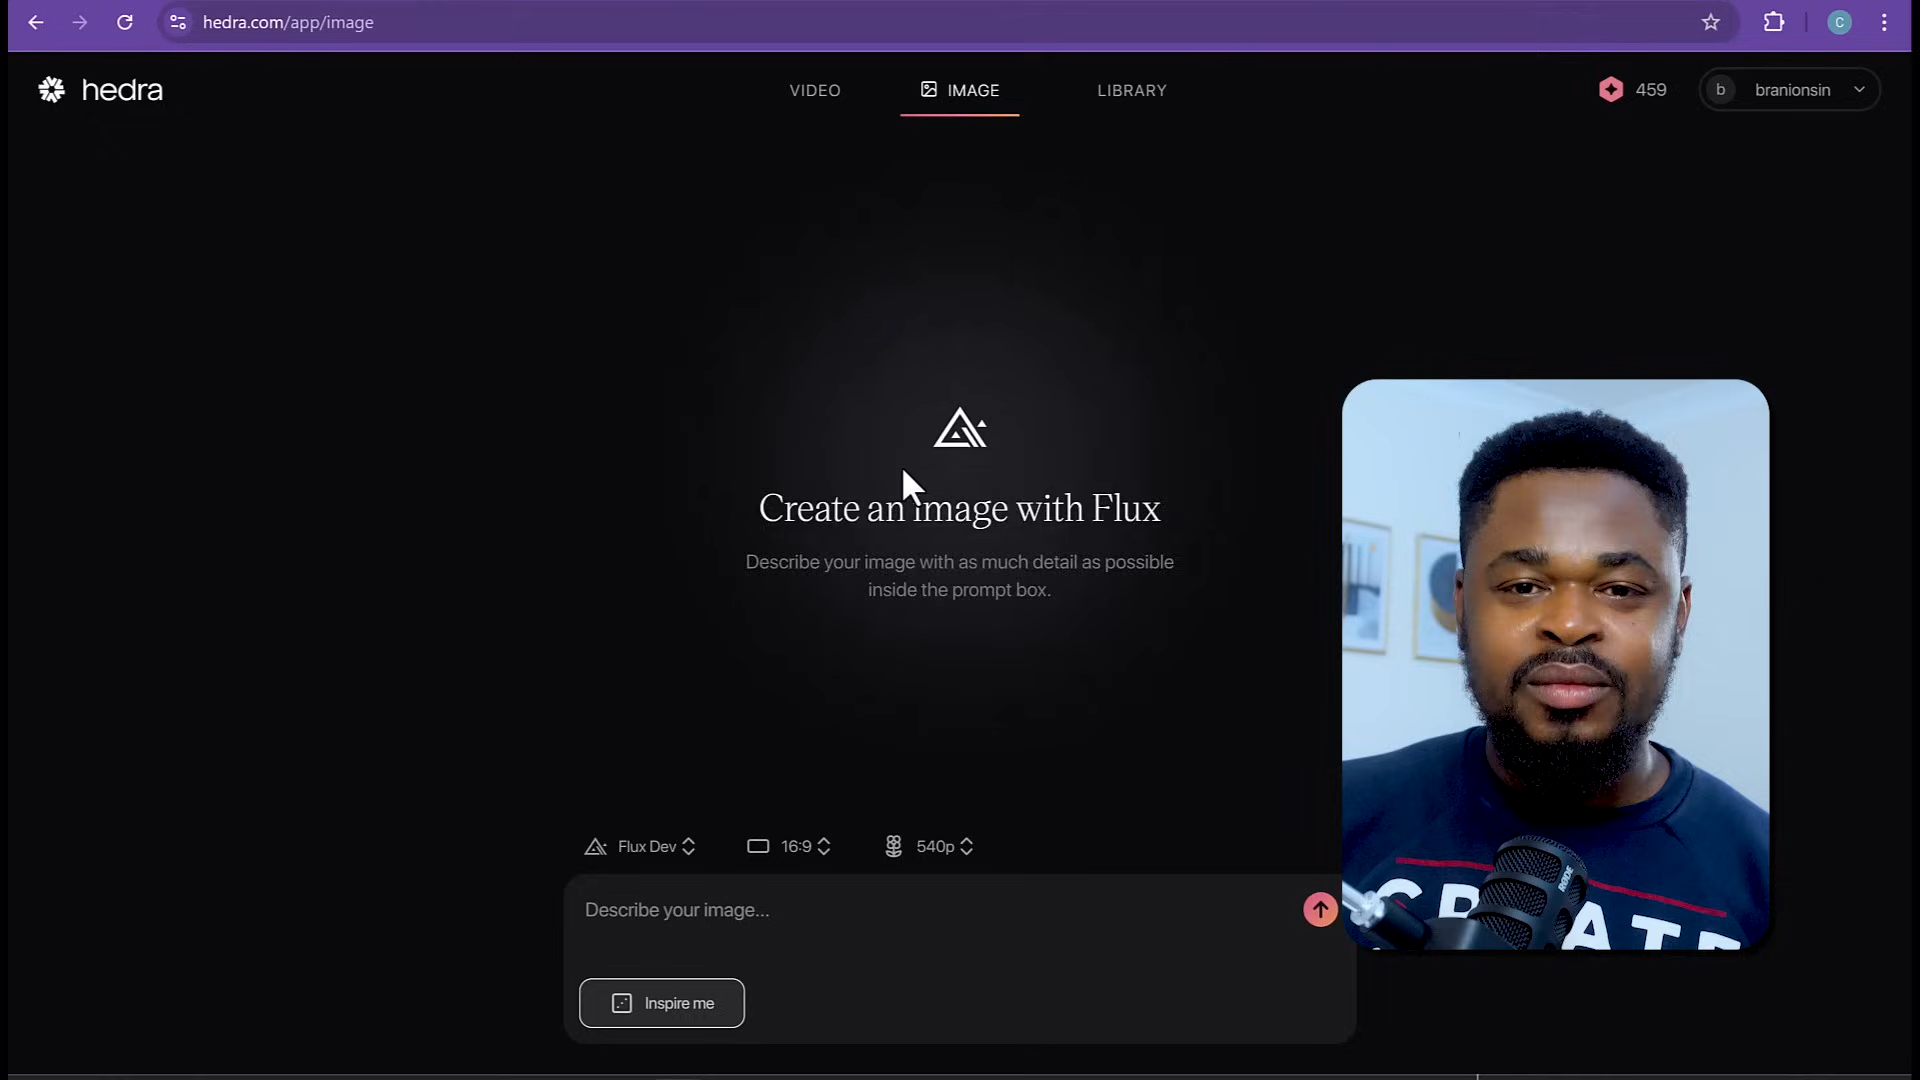 hedra.com/app/image
C
hedra
VIDEO
IMAGE
LIBRARY
459
b
branionsin
Create an image with Flux
Describe your image with as much detail as possible
inside the prompt box.
Flux Dev
16:9
540p
Describe your image...
Inspire me
RØDE